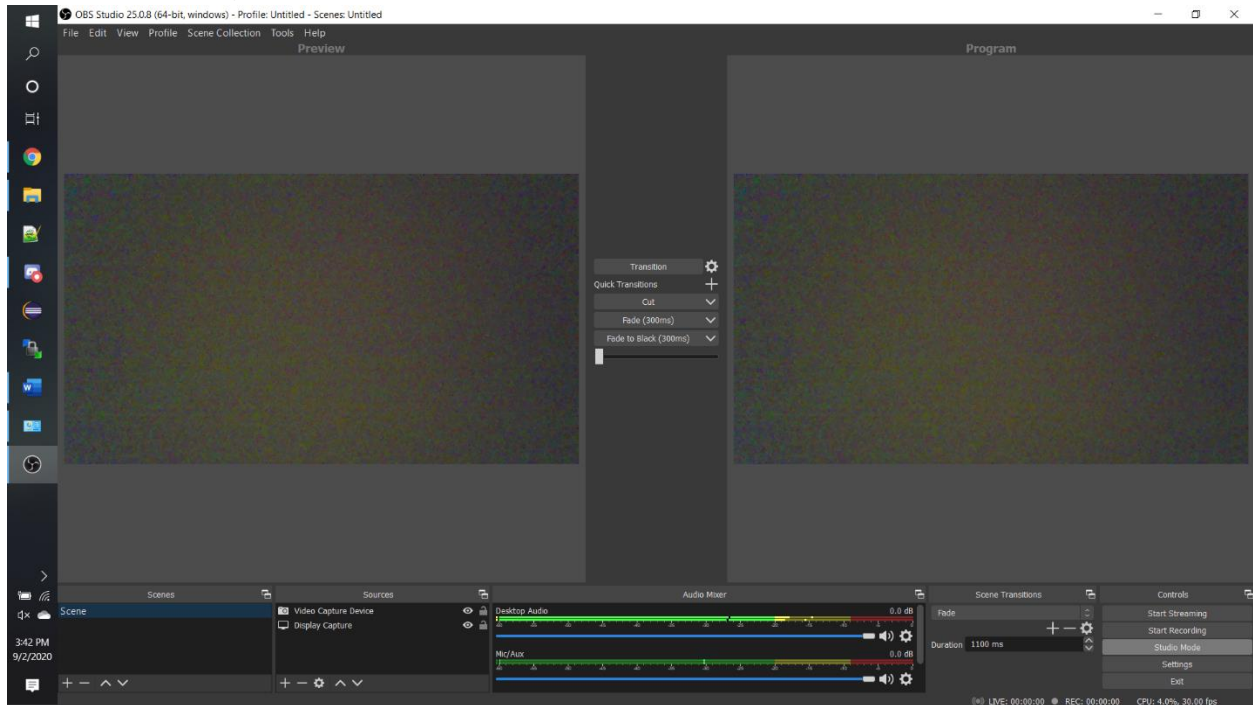 OBS Studio 25.0.8 (64-bit, windows) - Profile: Untitled - Scenes: Untitled
File Edit View Profile Scene Collection Tools Help
Preview
Program
Transition
Quick Transitions
Cut
Fade (300ms)
Fade to Black (300ms)
Scenes
Scene
Sources
Video Capture Device
Display Capture
Audio Mixer
Desktop Audio 0.0 dB
Mic/Aux 0.0 dB
Scene Transitions
Fade
Duration 1100 ms
Controls
Start Streaming
Start Recording
Studio Mode
Settings
Exit
LIVE: 00:00:00 REC: 00:00:00 CPU: 4.0%, 30.00 fps
3:42 PM
9/2/2020